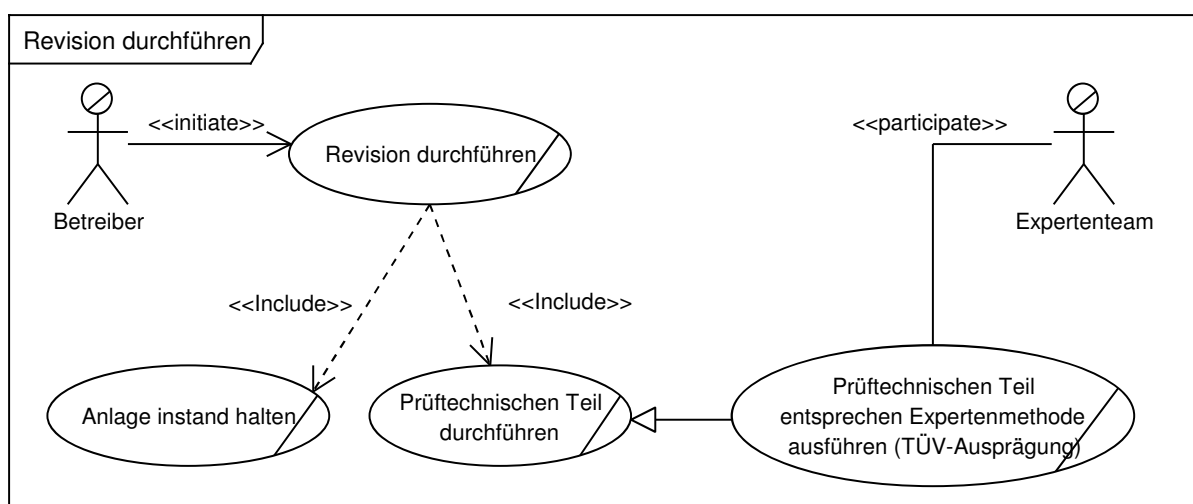 Revision durchführen
<<initiate>>
<<participate>>
Revision durchführen
Betreiber
Expertenteam
<<Include>>
<<Include>>
Anlage instand halten
Prüftechnischen Teil
durchführen
Prüftechnischen Teil
entsprechen Expertenmethode
ausführen (TÜV-Ausprägung)